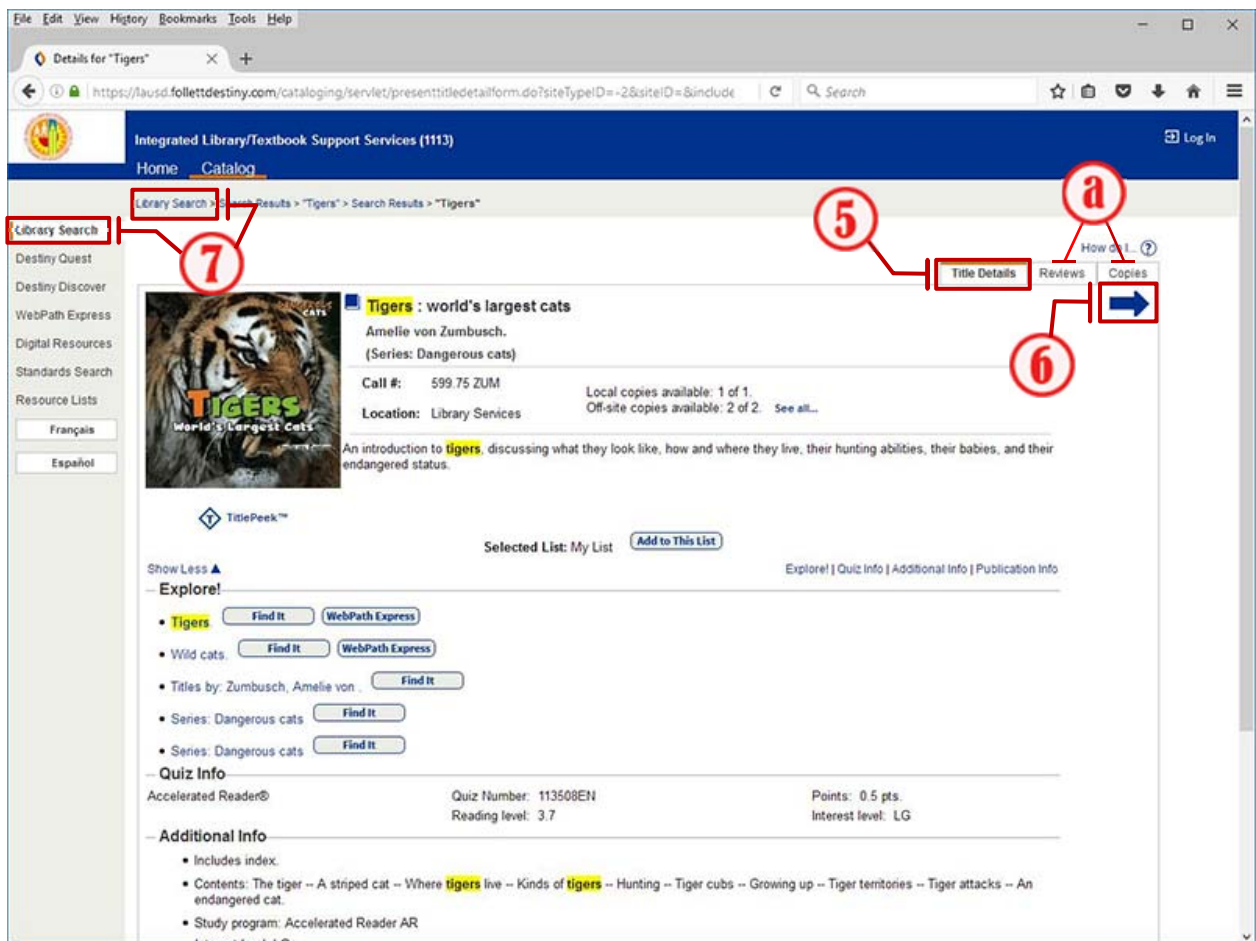 File Edit View History Bookmarks Tools Help
Details for "Tigers"
https://lausd.follettdestiny.com/cataloging/servlet/presenttitledetailform.do?siteTypeID=-2&siteID=&include
Search
Integrated Library/Textbook Support Services (1113)
Log In
Home Catalog
Library Search > Search Results > "Tigers" > Search Results > "Tigers"
5
a
7
6
How do I...
Library Search
Destiny Quest
Destiny Discover
WebPath Express
Digital Resources
Standards Search
Resource Lists
Français
Español
Title Details Reviews Copies
DANGEROUS CATS
TIGERS
World's Largest Cats
Tigers : world's largest cats
Amelie von Zumbusch.
(Series: Dangerous cats)
Call #: 599.75 ZUM
Location: Library Services
Local copies available: 1 of 1.
Off-site copies available: 2 of 2. See all...
An introduction to tigers, discussing what they look like, how and where they live, their hunting abilities, their babies, and their
endangered status.
TitlePeek™
Selected List: My List Add to This List
Show Less
Explore! | Quiz Info | Additional Info | Publication Info
Explore!
• Tigers. Find It WebPath Express
• Wild cats. Find It WebPath Express
• Titles by: Zumbusch, Amelie von . Find It
• Series: Dangerous cats Find It
• Series: Dangerous cats Find It
Quiz Info
Accelerated Reader® Quiz Number: 113508EN Points: 0.5 pts.
Reading level: 3.7 Interest level: LG
Additional Info
• Includes index.
• Contents: The tiger -- A striped cat -- Where tigers live -- Kinds of tigers -- Hunting -- Tiger cubs -- Growing up -- Tiger territories -- Tiger attacks -- An
endangered cat.
• Study program: Accelerated Reader AR